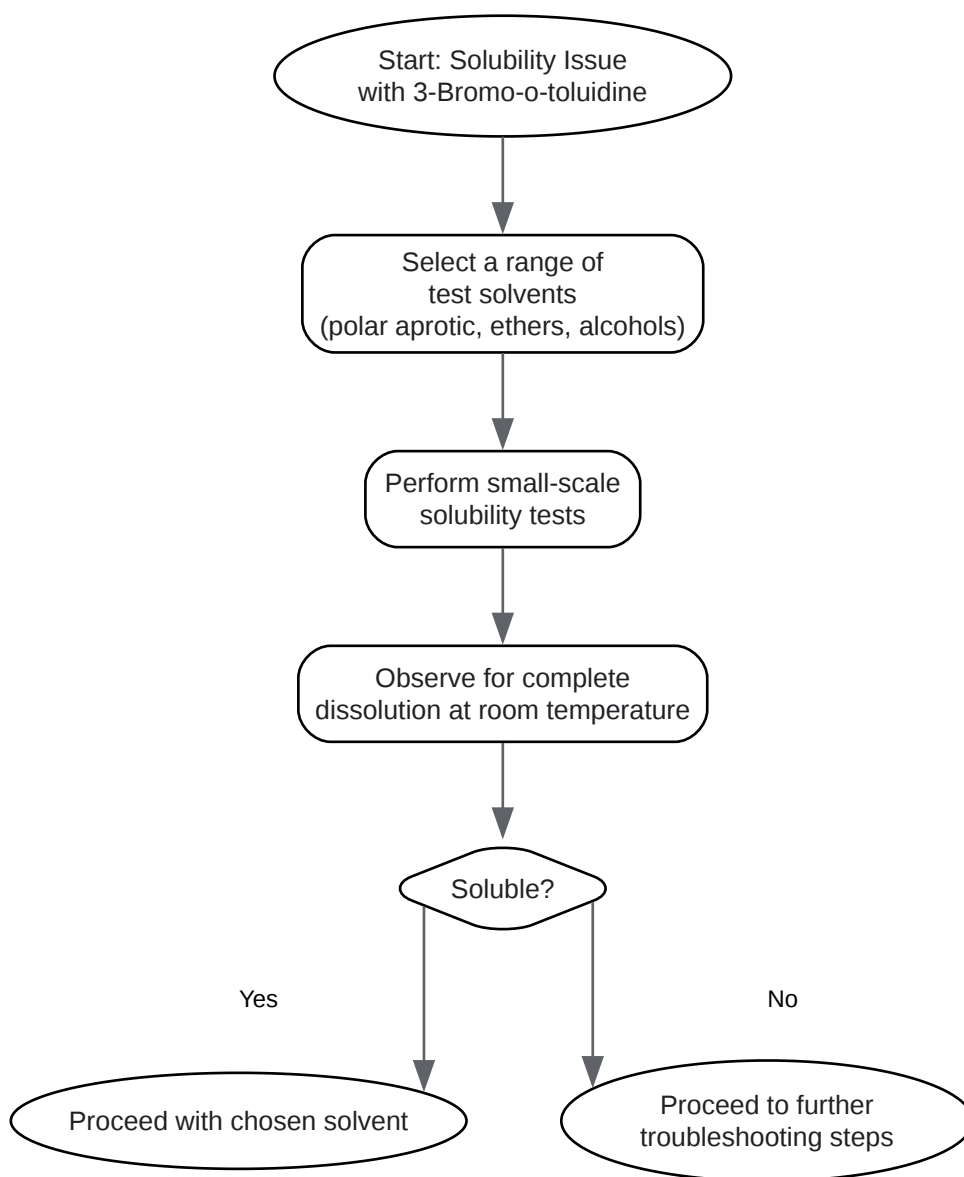 Start: Solubility Issue
with 3-Bromo-o-toluidine
Select a range of
test solvents
(polar aprotic, ethers, alcohols)
Perform small-scale
solubility tests
Observe for complete
dissolution at room temperature
Soluble?
Yes
No
Proceed with chosen solvent
Proceed to further
troubleshooting steps